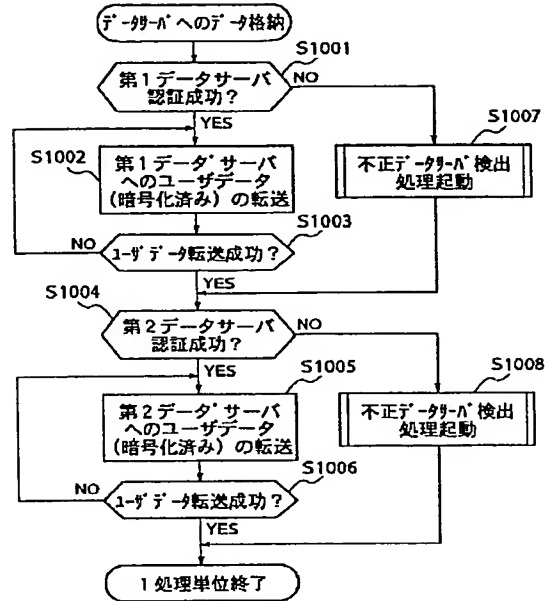 ﾃﾞｰﾀｻｰﾊﾞへのデータ格納
S1001
第１データサーバ
認証成功？
NO
YES
S1007
不正ﾃﾞｰﾀｻｰﾊﾞ検出
処理起動
S1002
第１データサーバ
へのユーザデータ
(暗号化済み) の転送
S1003
NO
ﾕｰｻﾞﾃﾞｰﾀ転送成功？
YES
S1004
第２データサーバ
認証成功？
NO
YES
S1005
S1008
第２データサーバ
へのユーザデータ
(暗号化済み) の転送
不正ﾃﾞｰﾀｻｰﾊﾞ検出
処理起動
S1006
NO
ﾕｰｻﾞﾃﾞｰﾀ転送成功？
YES
１処理単位終了